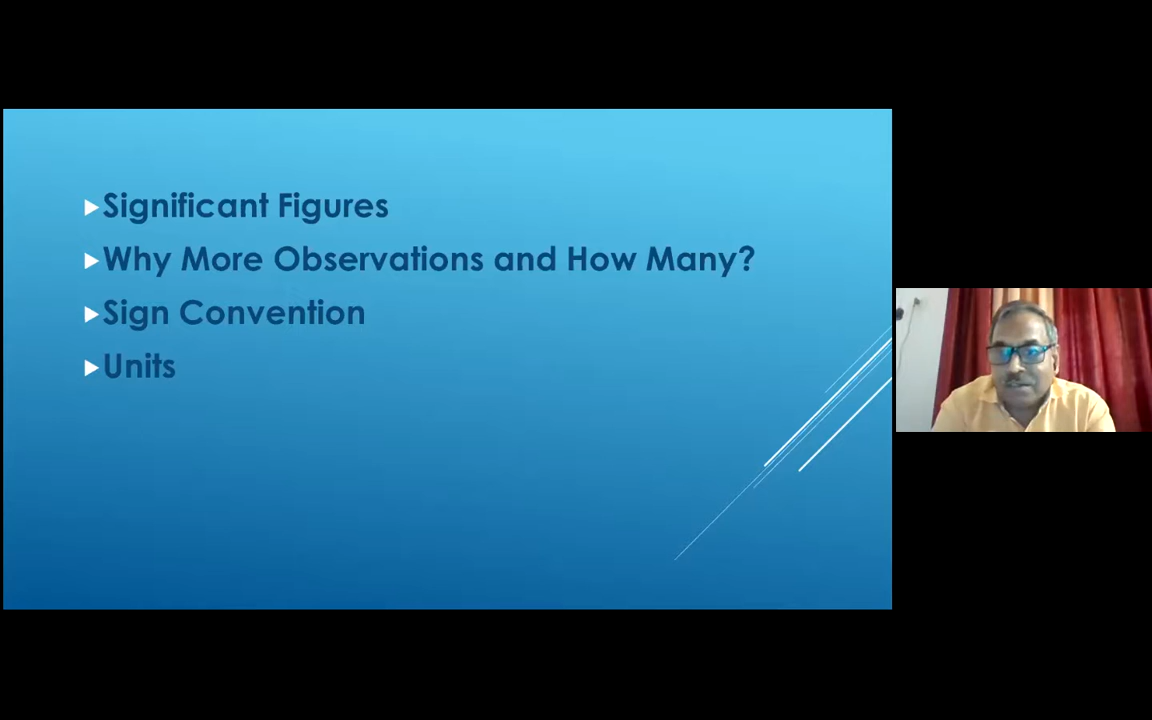 Significant Figures
Why More Observations and How Many?
Sign Convention
Units